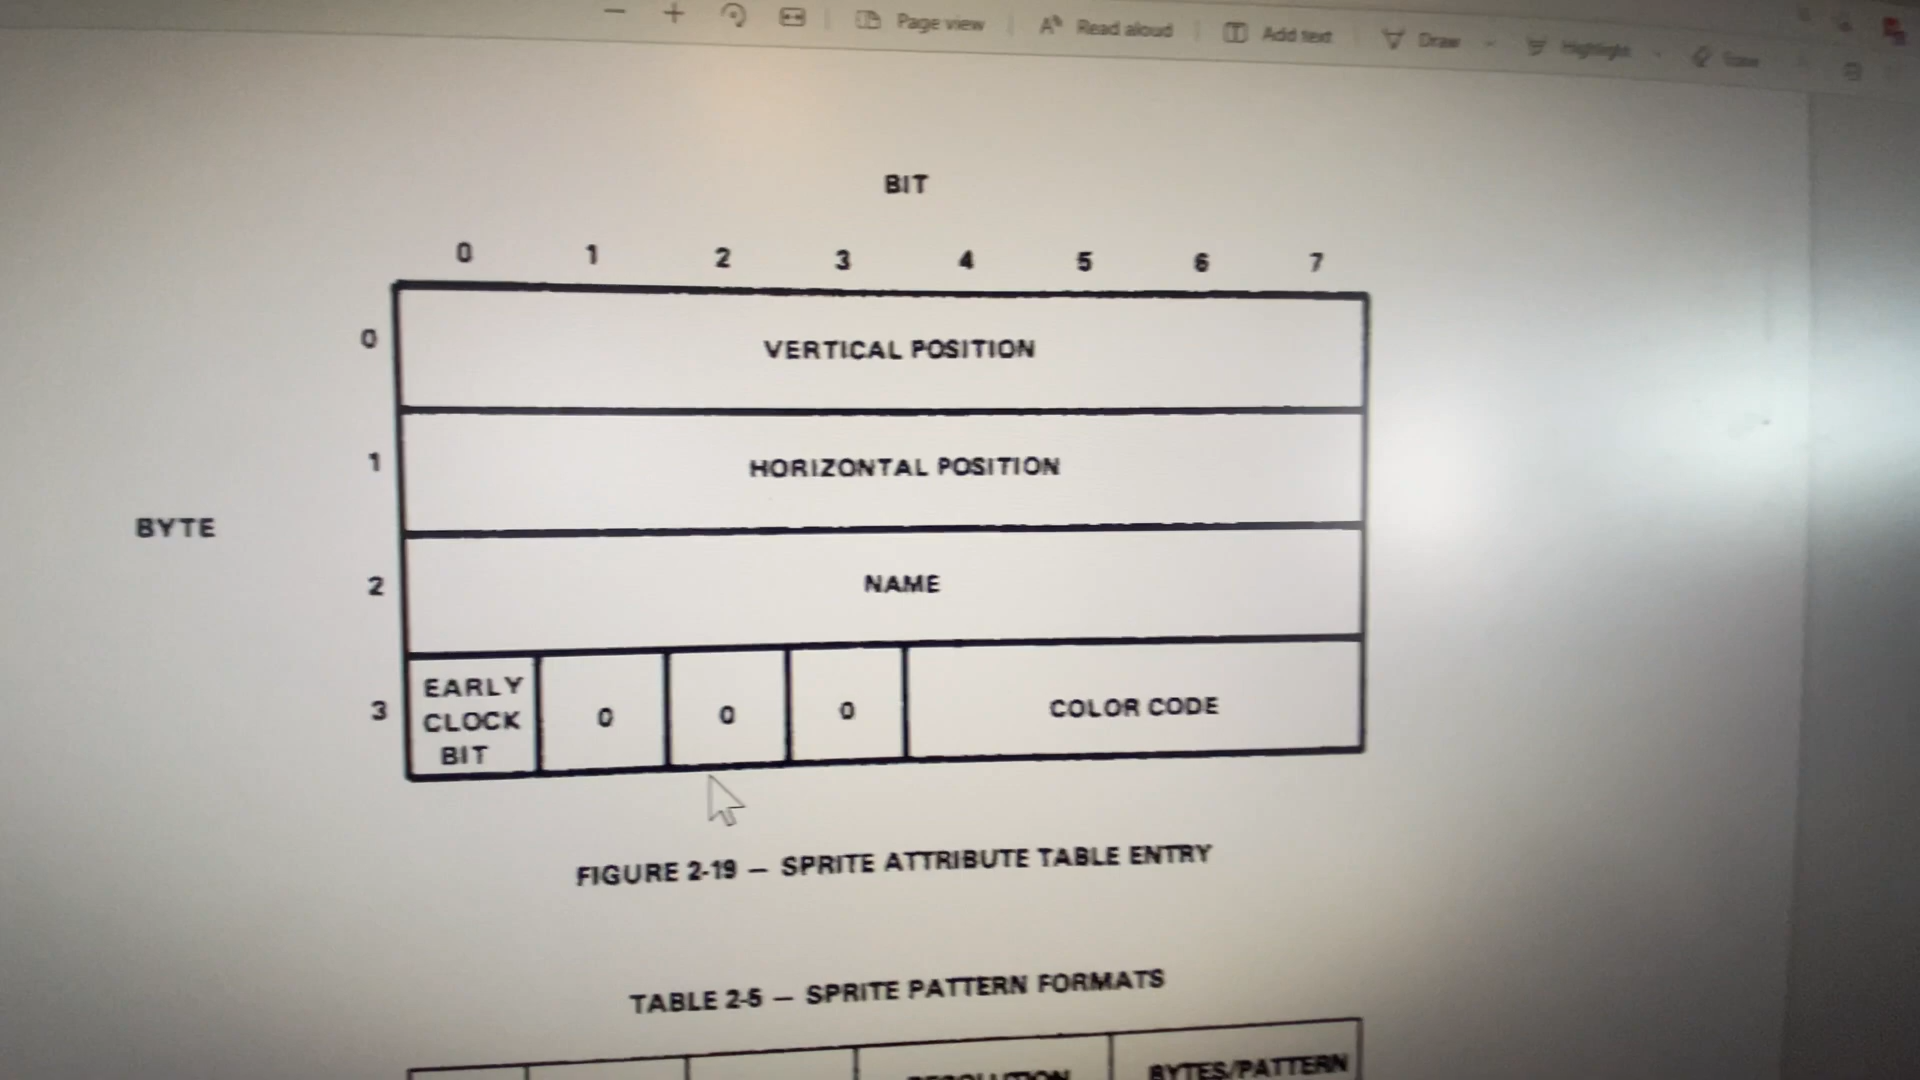 Page view Read aloud Add text Draw Highlight
BIT
0 1 2 3 4 5 6 7
0 VERTICAL POSITION
1 HORIZONTAL POSITION
BYTE
2 NAME
3 EARLY CLOCK BIT 0 0 0 COLOR CODE
FIGURE 2-19 — SPRITE ATTRIBUTE TABLE ENTRY
TABLE 2-5 — SPRITE PATTERN FORMATS
BYTES/PATTERN